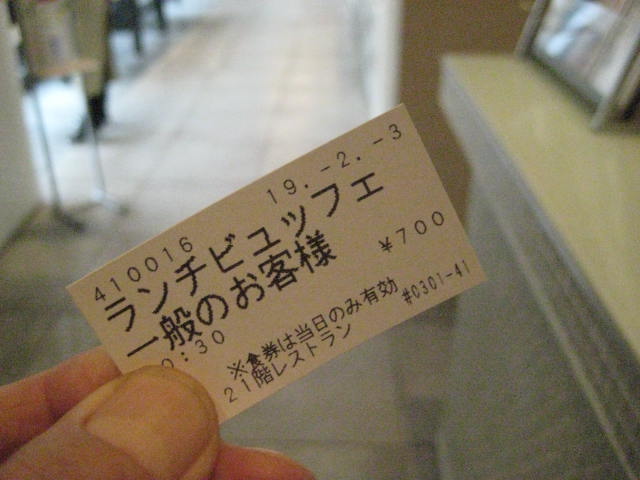 410016 19.-2.-3
ランチビュッフェ
一般のお客様 ¥700
0:30 ※食券は当日のみ有効 #0301-41
21階レストラン